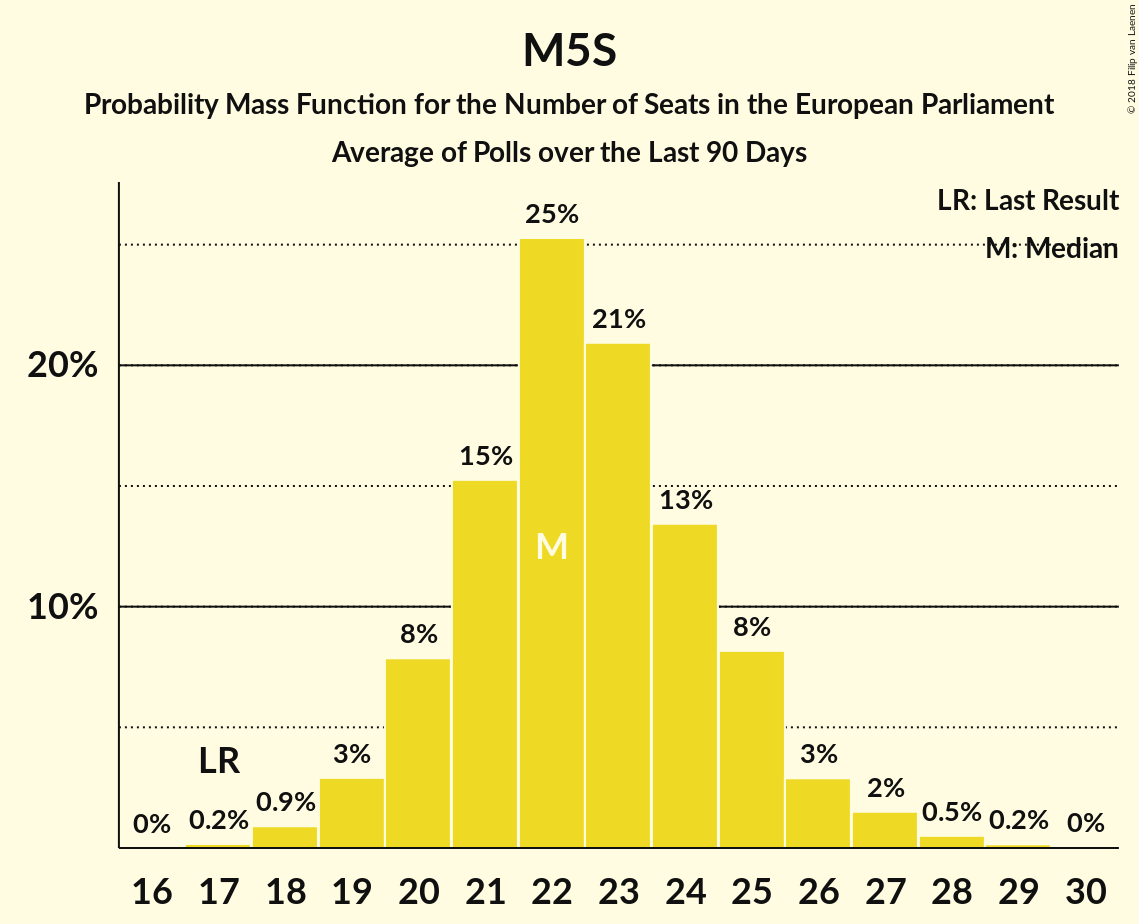 M5S
Probability Mass Function for the Number of Seats in the European Parliament
Average of Polls over the Last 90 Days
© 2018 Filip van Laenen
LR: Last Result
M: Median
25%
21%
20%
15%
13%
M
10%
8%
8%
LR
3%
3%
2%
0%
0.2%
0.9%
0.5%
0.2%
0%
16 17 18 19 20 21 22 23 24 25 26 27 28 29 30